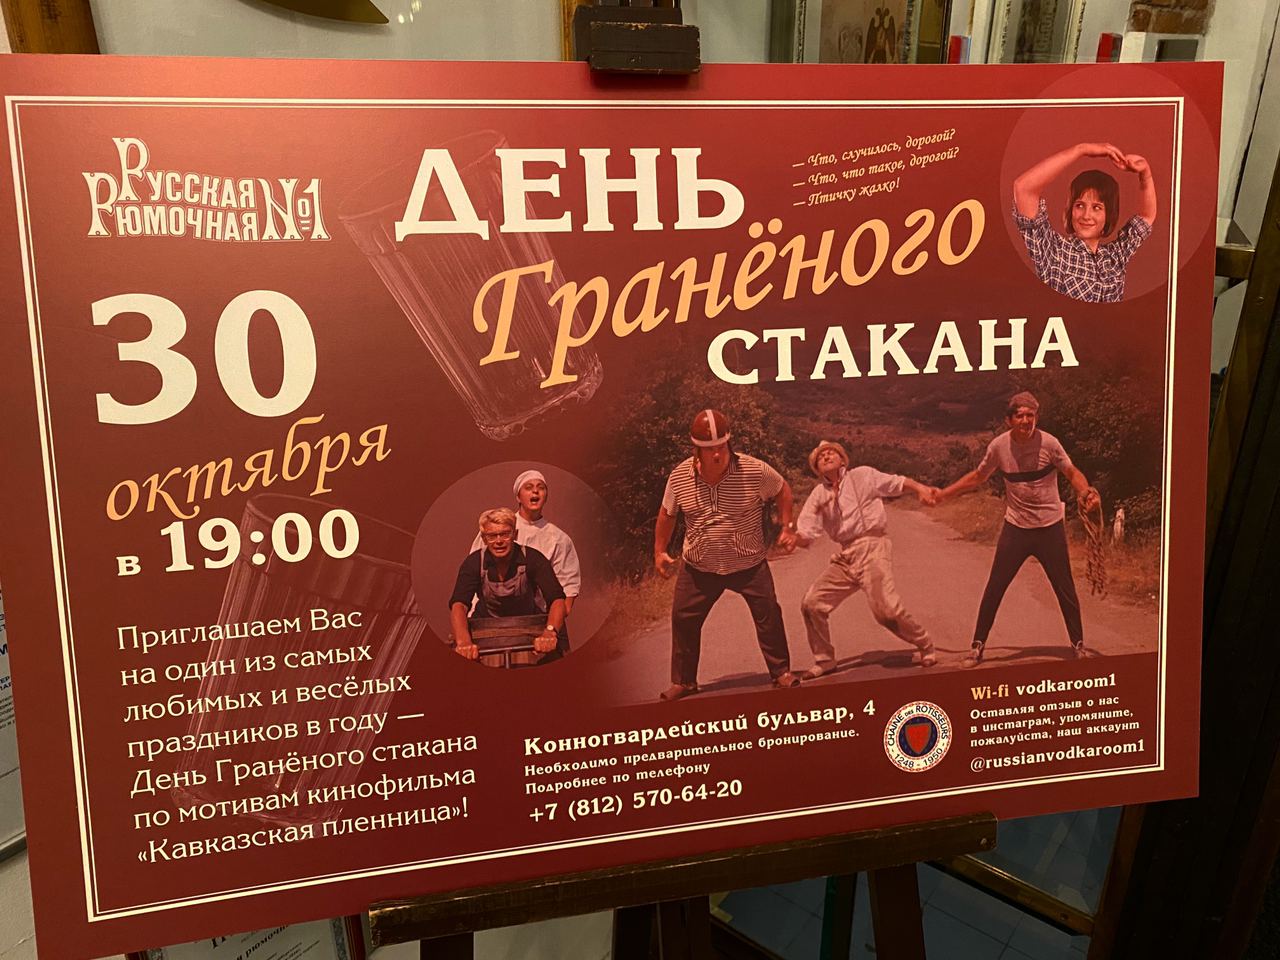 Русская
Рюмочная №1
ДЕНЬ
Гранёного
СТАКАНА
— Что, случилось, дорогой?
— Что, что такое, дорогой?
— Птичку жалко!
30
октября
в 19:00
Приглашаем Вас
на один из самых
любимых и весёлых
праздников в году —
День Гранёного стакана
по мотивам кинофильма
«Кавказская пленница»!
Конногвардейский бульвар, 4
Необходимо предварительное бронирование.
Подробнее по телефону
+7 (812) 570-64-20
CHAINE DES ROTISSEURS
1248 - 1950
Wi-fi vodkaroom1
Оставляя отзыв о нас
в инстаграм, упомяните,
пожалуйста, наш аккаунт
@russianvodkaroom1